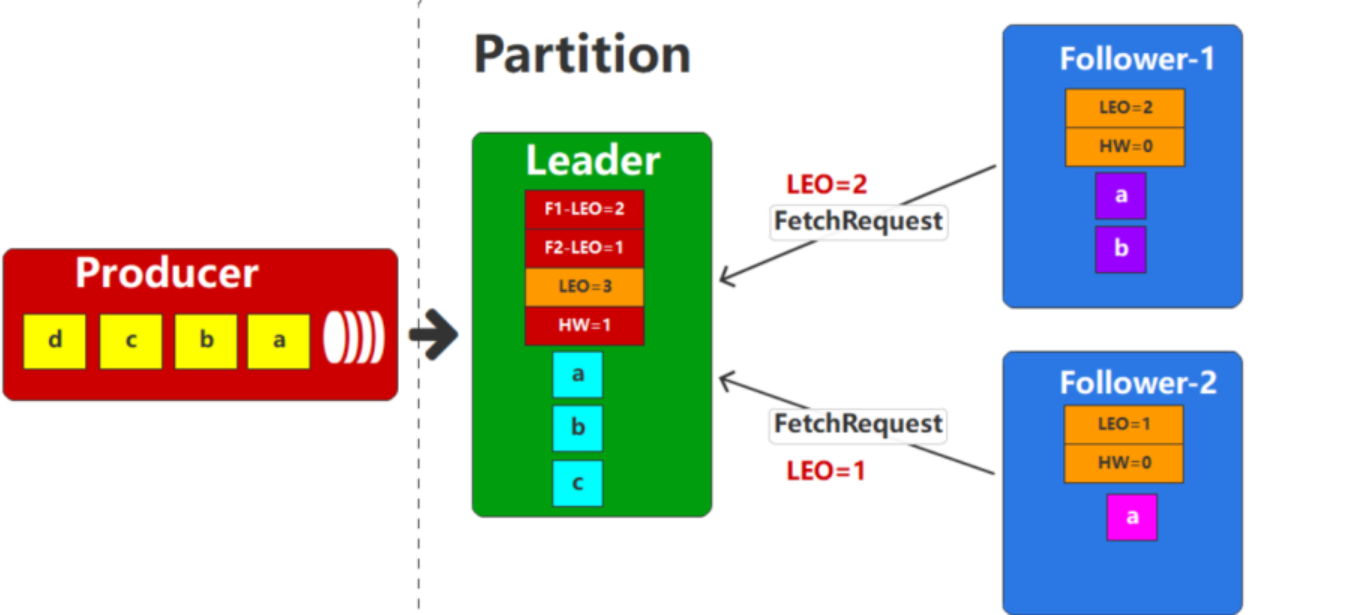 Partition
Producer
d c b a
Leader
F1-LEO=2
F2-LEO=1
LEO=3
HW=1
a
b
c
LEO=2
FetchRequest
FetchRequest
LEO=1
Follower-1
LEO=2
HW=0
a
b
Follower-2
LEO=1
HW=0
a